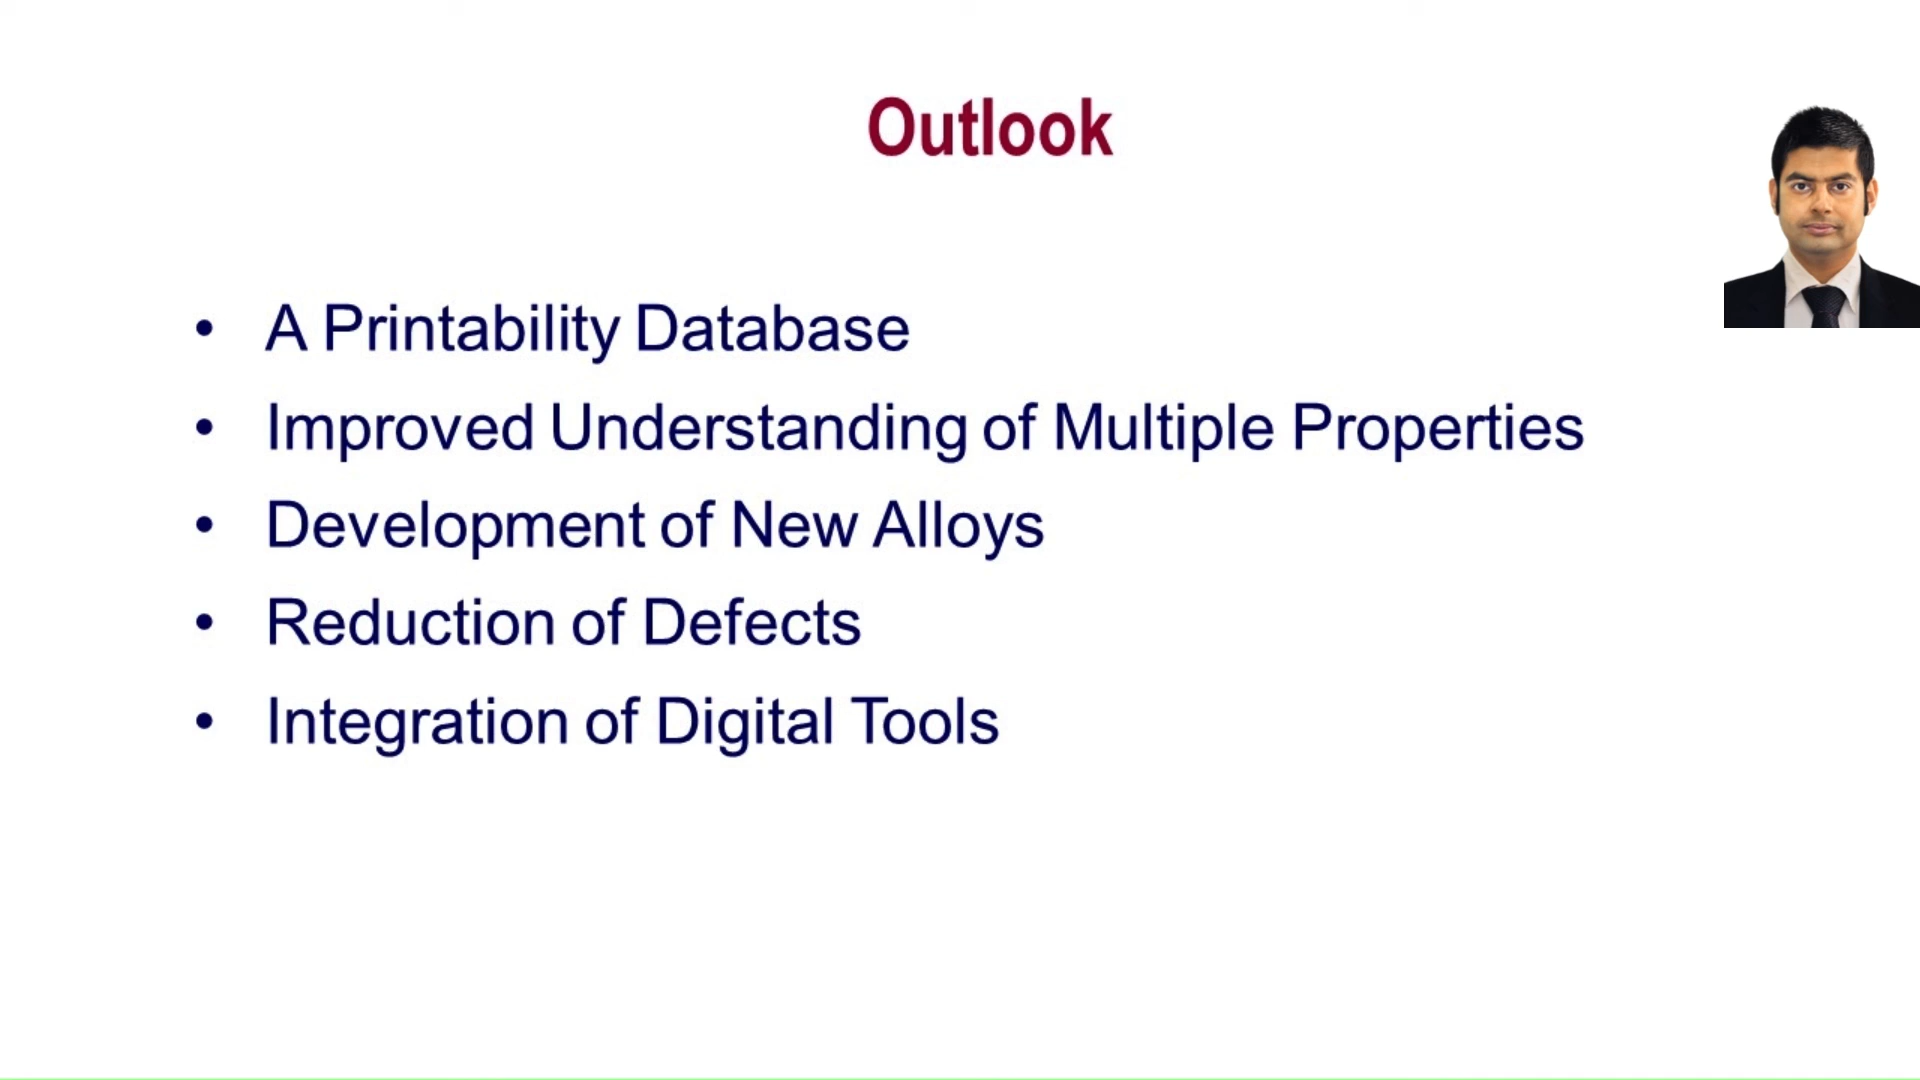 Outlook
• A Printability Database
• Improved Understanding of Multiple Properties
• Development of New Alloys
• Reduction of Defects
• Integration of Digital Tools